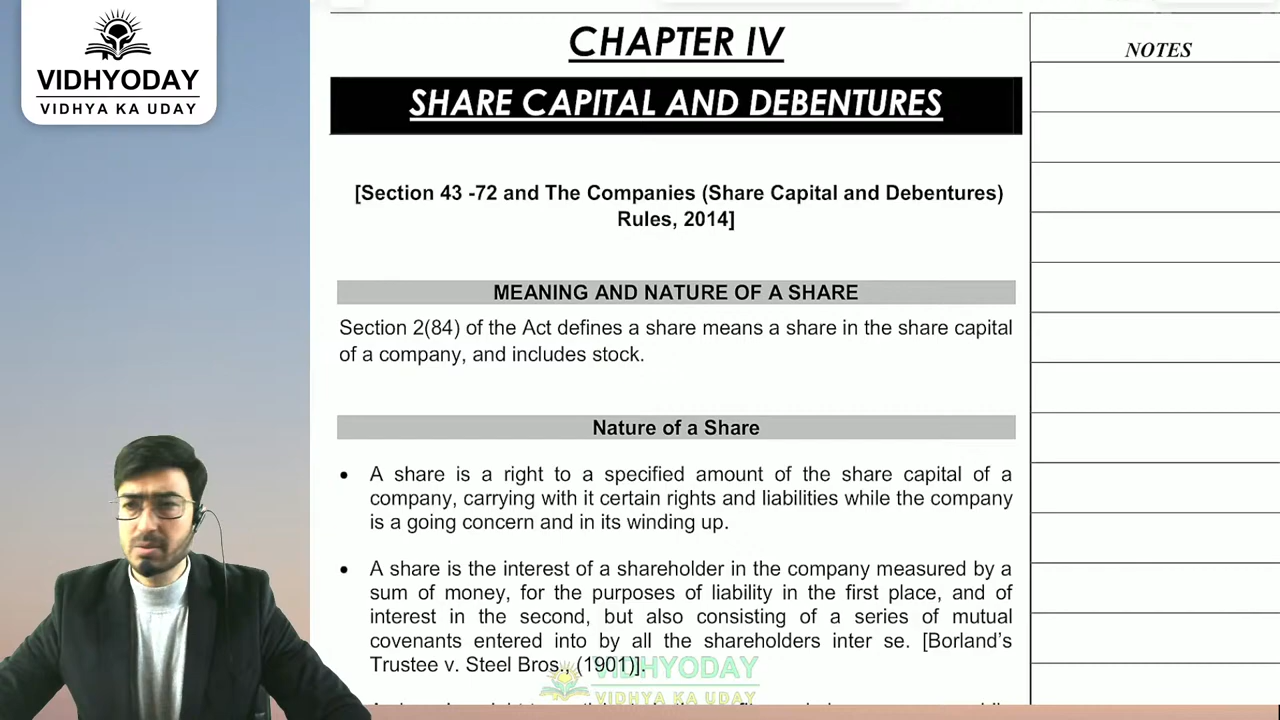 VIDHYODAY
VIDHYA KA UDAY
CHAPTER IV
NOTES
SHARE CAPITAL AND DEBENTURES
[Section 43 -72 and The Companies (Share Capital and Debentures)
Rules, 2014]
MEANING AND NATURE OF A SHARE
Section 2(84) of the Act defines a share means a share in the share capital
of a company, and includes stock.
Nature of a Share
• A share is a right to a specified amount of the share capital of a
company, carrying with it certain rights and liabilities while the company
is a going concern and in its winding up.
• A share is the interest of a shareholder in the company measured by a
sum of money, for the purposes of liability in the first place, and of
interest in the second, but also consisting of a series of mutual
covenants entered into by all the shareholders inter se. [Borland's
Trustee v. Steel Bros., (1901)].
VIDHYODAY
VIDHYA KA UDAY